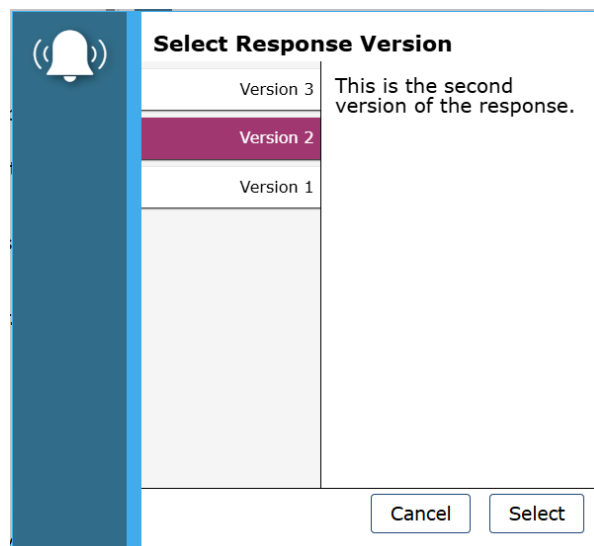 Select Response Version
Version 3
Version 2
Version 1
This is the second
version of the response.
Cancel
Select